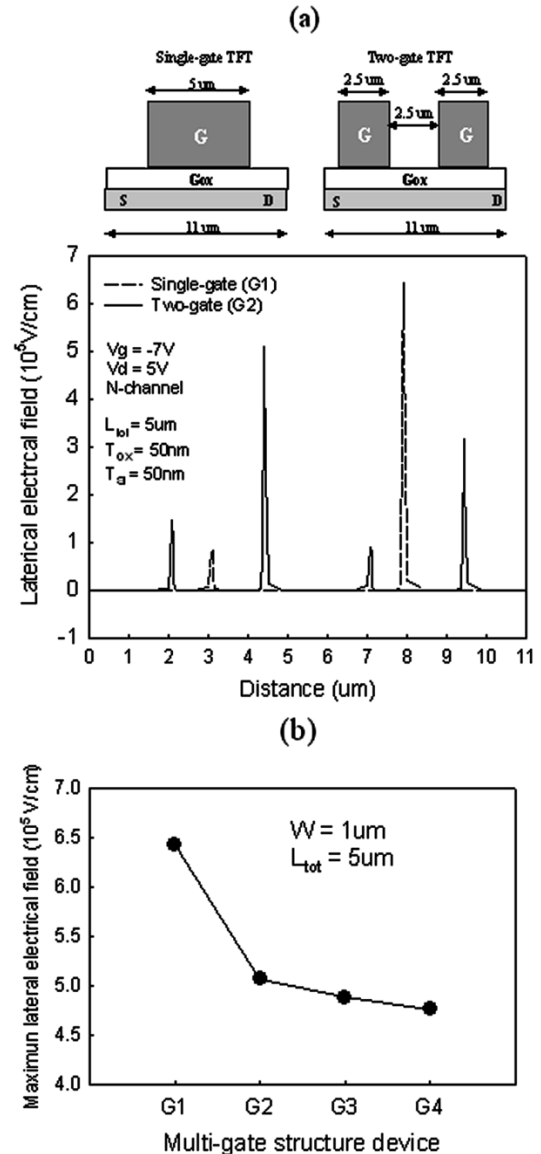 (a)
Single-gate TFT
Two-gate TFT
5 um
2.5 um
2.5 um
2.5 um
G
G
G
Gox
Gox
S
D
S
D
11 um
11 um
7
6
5
4
3
2
1
0
-1
Laterical electrcal field (10⁵V/cm)
Single-gate (G1)
Two-gate (G2)
Vg = -7V
Vd = 5V
N-channel
Ltol = 5um
Tox = 50nm
Tsi = 50nm
0 1 2 3 4 5 6 7 8 9 10 11
Distance (um)
(b)
7.0
6.5
6.0
5.5
5.0
4.5
4.0
Maximun lateral electrical field (10⁵ V/cm)
W = 1um
Ltot = 5um
G1 G2 G3 G4
Multi-gate structure device